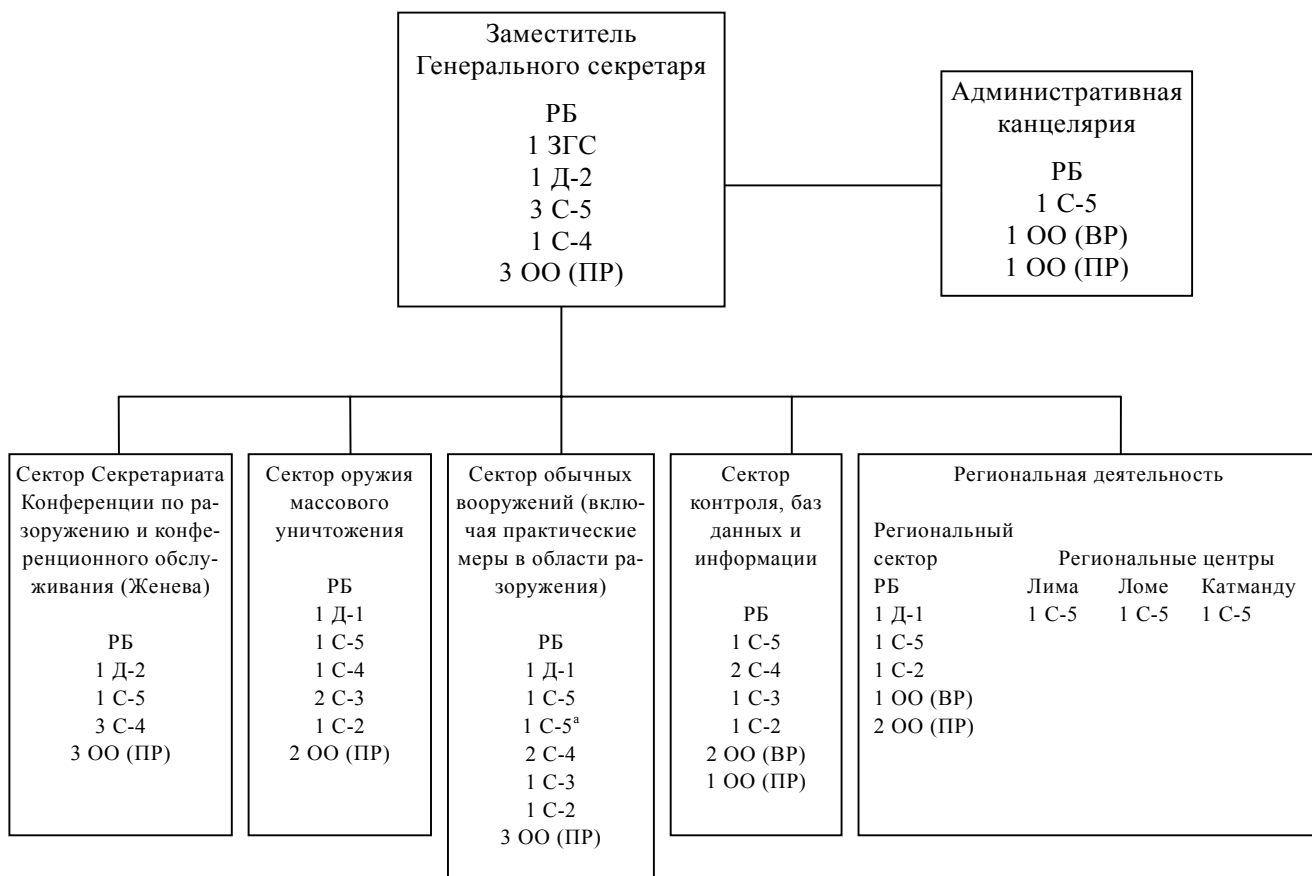 Заместитель
Генерального секретаря
РБ
1 ЗГС
1 Д-2
3 С-5
1 С-4
3 ОО (ПР)
Административная
канцелярия
РБ
1 С-5
1 ОО (ВР)
1 ОО (ПР)
Сектор Секретариата
Конференции по ра-
зоружению и конфе-
ренционного обслу-
живания (Женева)
РБ
1 Д-2
1 С-5
3 С-4
3 ОО (ПР)
Сектор оружия
массового
уничтожения
РБ
1 Д-1
1 С-5
1 С-4
2 С-3
1 С-2
2 ОО (ПР)
Сектор обычных
вооружений (вклю-
чая практические
меры в области ра-
зоружения)
РБ
1 Д-1
1 С-5
1 С-5ª
2 С-4
1 С-3
1 С-2
3 ОО (ПР)
Сектор
контроля, баз
данных и
информации
РБ
1 С-5
2 С-4
1 С-3
1 С-2
2 ОО (ВР)
1 ОО (ПР)
Региональная деятельность
Региональный
сектор
РБ
1 Д-1
1 С-5
1 С-2
1 ОО (ВР)
2 ОО (ПР)
Региональные центры
Лима Ломе Катманду
1 С-5 1 С-5 1 С-5